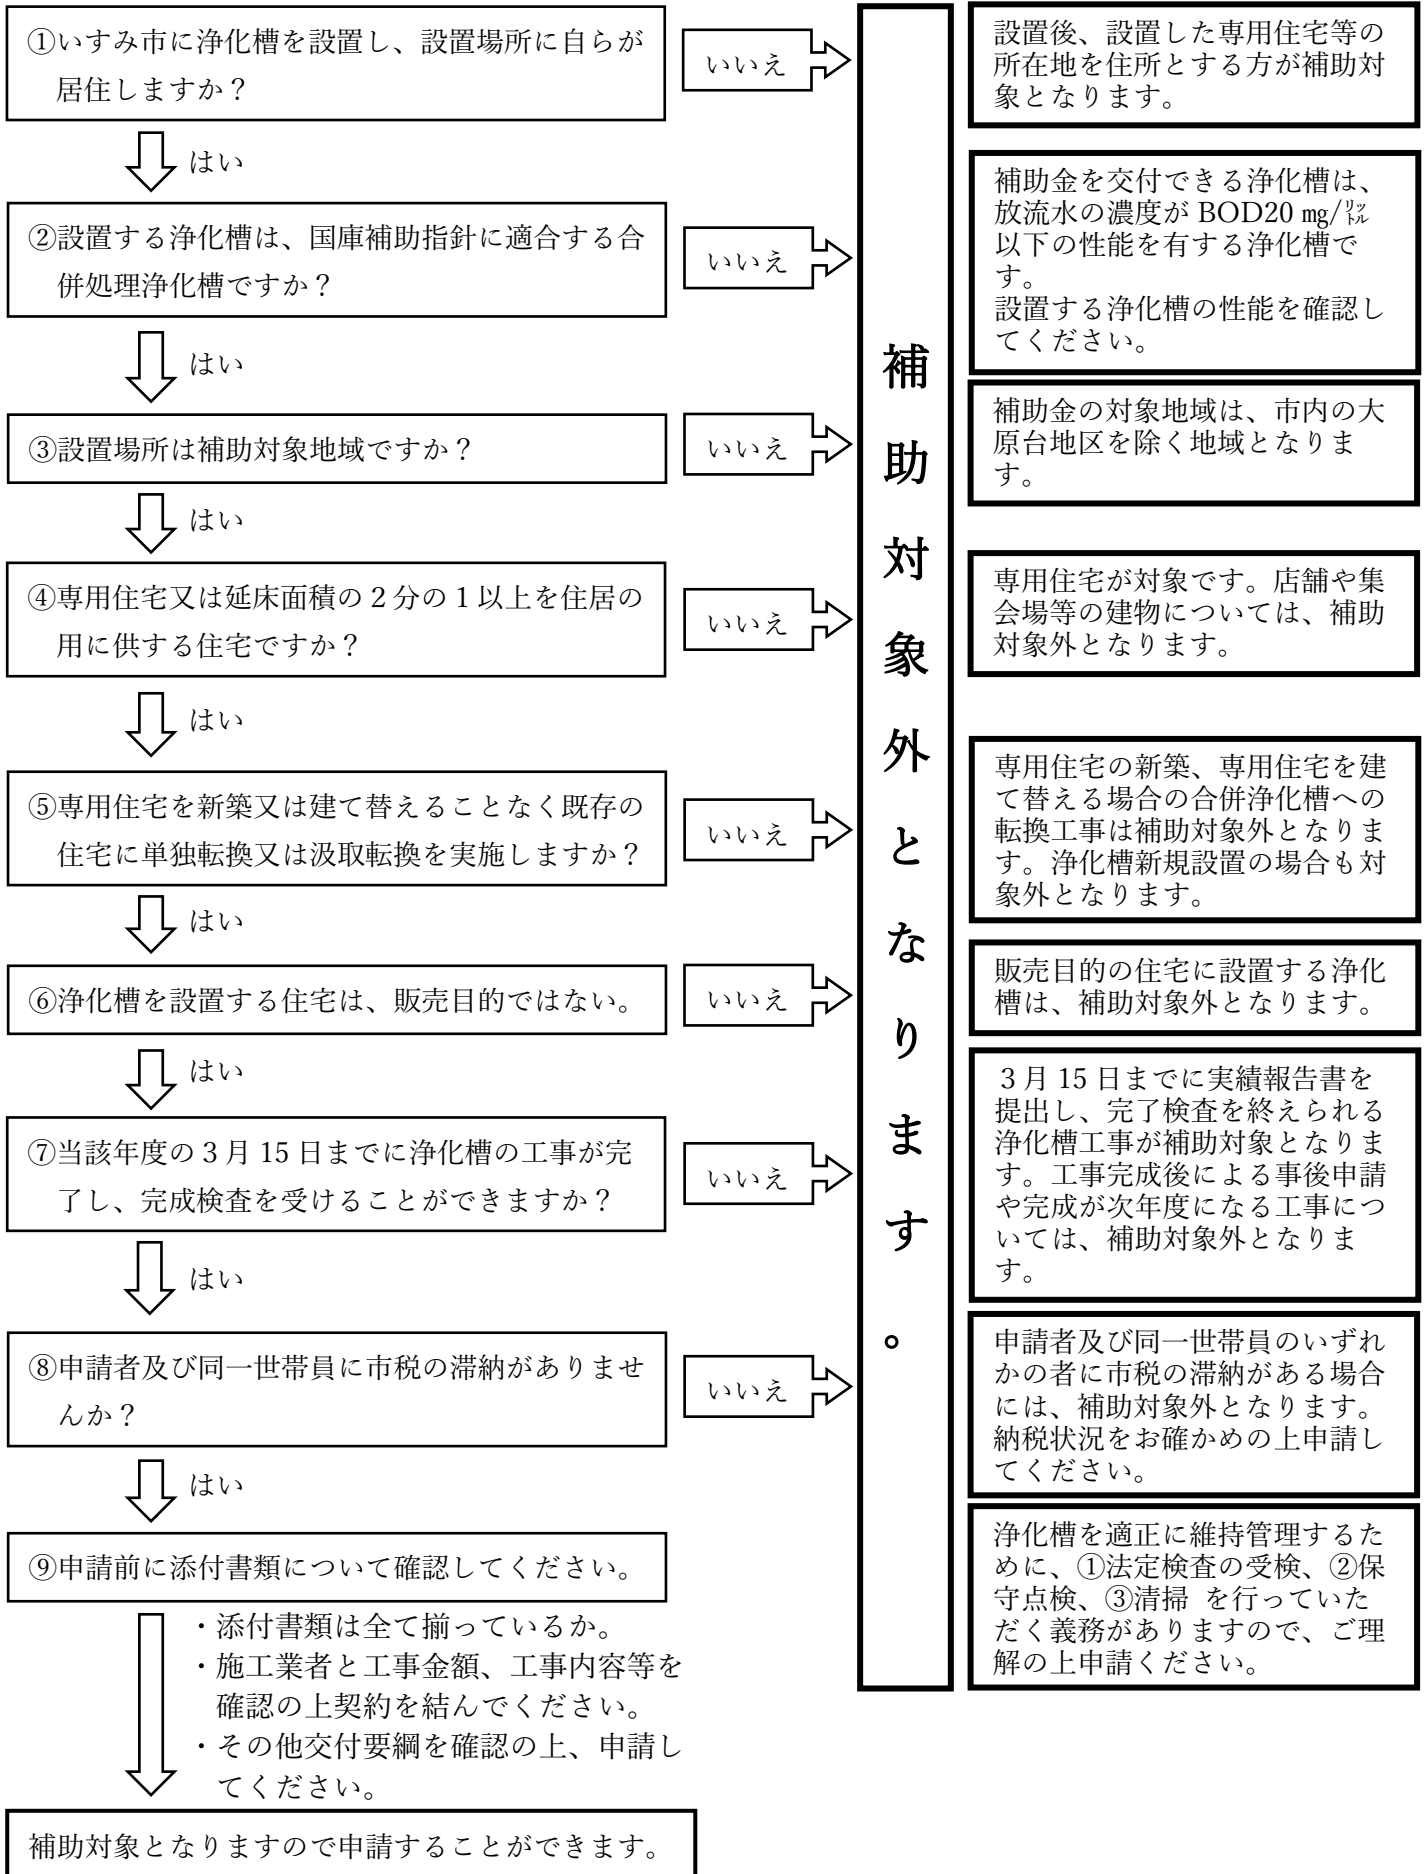 ①いすみ市に浄化槽を設置し、設置場所に自らが
居住しますか？
いいえ
設置後、設置した専用住宅等の
所在地を住所とする方が補助対
象となります。
はい
②設置する浄化槽は、国庫補助指針に適合する合
併処理浄化槽ですか？
いいえ
補助金を交付できる浄化槽は、
放流水の濃度が BOD20 ㎎/㍑
以下の性能を有する浄化槽で
す。
設置する浄化槽の性能を確認し
てください。
はい
③設置場所は補助対象地域ですか？
いいえ
補助金の対象地域は、市内の大
原台地区を除く地域となりま
す。
はい
④専用住宅又は延床面積の２分の１以上を住居の
用に供する住宅ですか？
いいえ
専用住宅が対象です。店舗や集
会場等の建物については、補助
対象外となります。
はい
⑤専用住宅を新築又は建て替えることなく既存の
住宅に単独転換又は汲取転換を実施しますか？
いいえ
専用住宅の新築、専用住宅を建
て替える場合の合併浄化槽への
転換工事は補助対象外となりま
す。浄化槽新規設置の場合も対
象外となります。
はい
⑥浄化槽を設置する住宅は、販売目的ではない。
いいえ
販売目的の住宅に設置する浄化
槽は、補助対象外となります。
はい
⑦当該年度の３月 15 日までに浄化槽の工事が完
了し、完成検査を受けることができますか？
いいえ
３月 15 日までに実績報告書を
提出し、完了検査を終えられる
浄化槽工事が補助対象となりま
す。工事完成後による事後申請
や完成が次年度になる工事につ
いては、補助対象外となりま
す。
はい
⑧申請者及び同一世帯員に市税の滞納がありませ
んか？
いいえ
申請者及び同一世帯員のいずれ
かの者に市税の滞納がある場合
には、補助対象外となります。
納税状況をお確かめの上申請し
てください。
はい
⑨申請前に添付書類について確認してください。
浄化槽を適正に維持管理するた
めに、①法定検査の受検、②保
守点検、③清掃 を行っていた
だく義務がありますので、ご理
解の上申請ください。
・添付書類は全て揃っているか。
・施工業者と工事金額、工事内容等を
確認の上契約を結んでください。
・その他交付要綱を確認の上、申請し
てください。
補助対象となりますので申請することができます。
補助対象外となります。